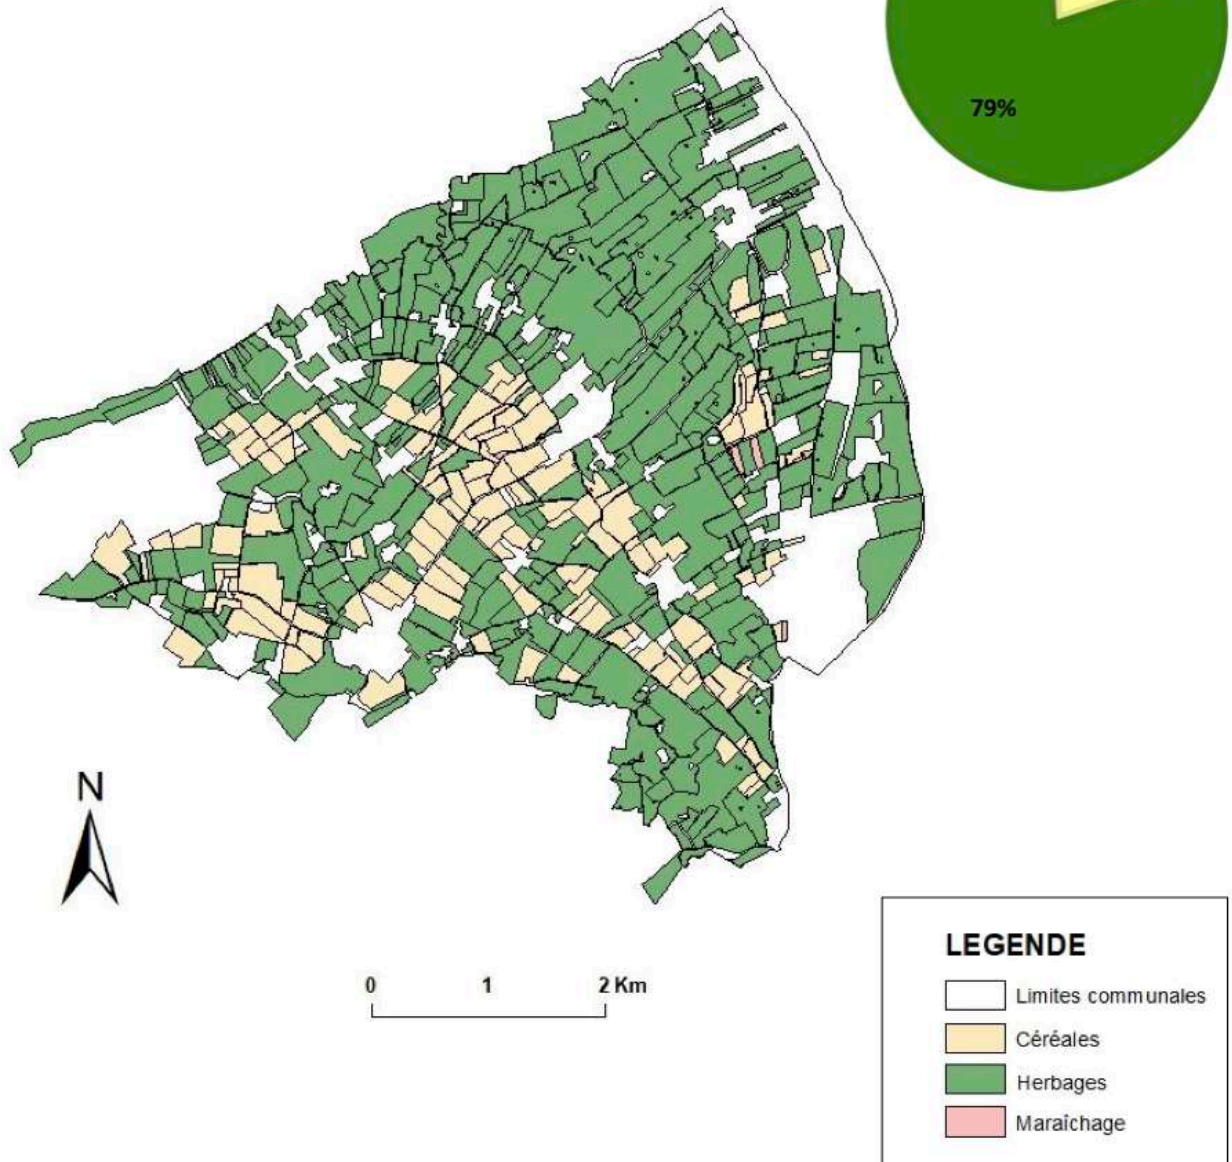 79%
N
0 1 2 Km
LEGENDE
Limites communales
Céréales
Herbages
Maraîchage